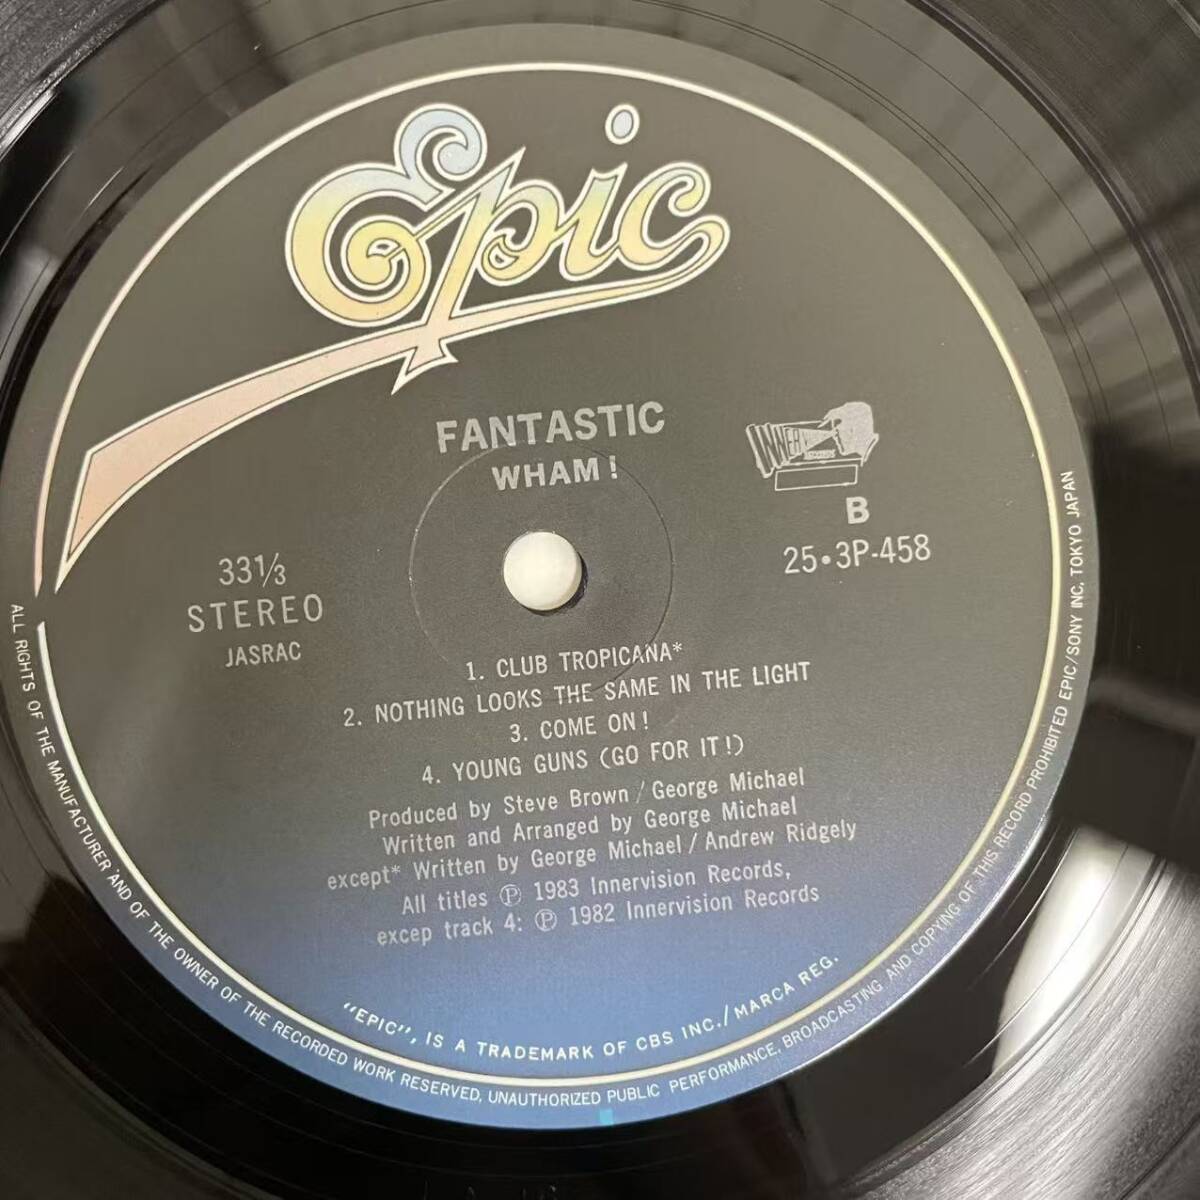 Epic
FANTASTIC
WHAM!
INNERVISION
RECORDS
B
25・3P-458
33⅓
STEREO
JASRAC
1. CLUB TROPICANA*
2. NOTHING LOOKS THE SAME IN THE LIGHT
3. COME ON!
4. YOUNG GUNS (GO FOR IT!)
Produced by Steve Brown / George Michael
Written and Arranged by George Michael
except* Written by George Michael / Andrew Ridgely
All titles ℗ 1983 Innervision Records,
excep track 4: ℗ 1982 Innervision Records
"EPIC", IS A TRADEMARK OF CBS INC./MARCA REG.
ALL RIGHTS OF THE MANUFACTURER AND OF THE OWNER OF THE RECORDED WORK RESERVED, UNAUTHORIZED PUBLIC PERFORMANCE, BROADCASTING AND COPYING OF THIS RECORD PROHIBITED EPIC/SONY INC, TOKYO JAPAN